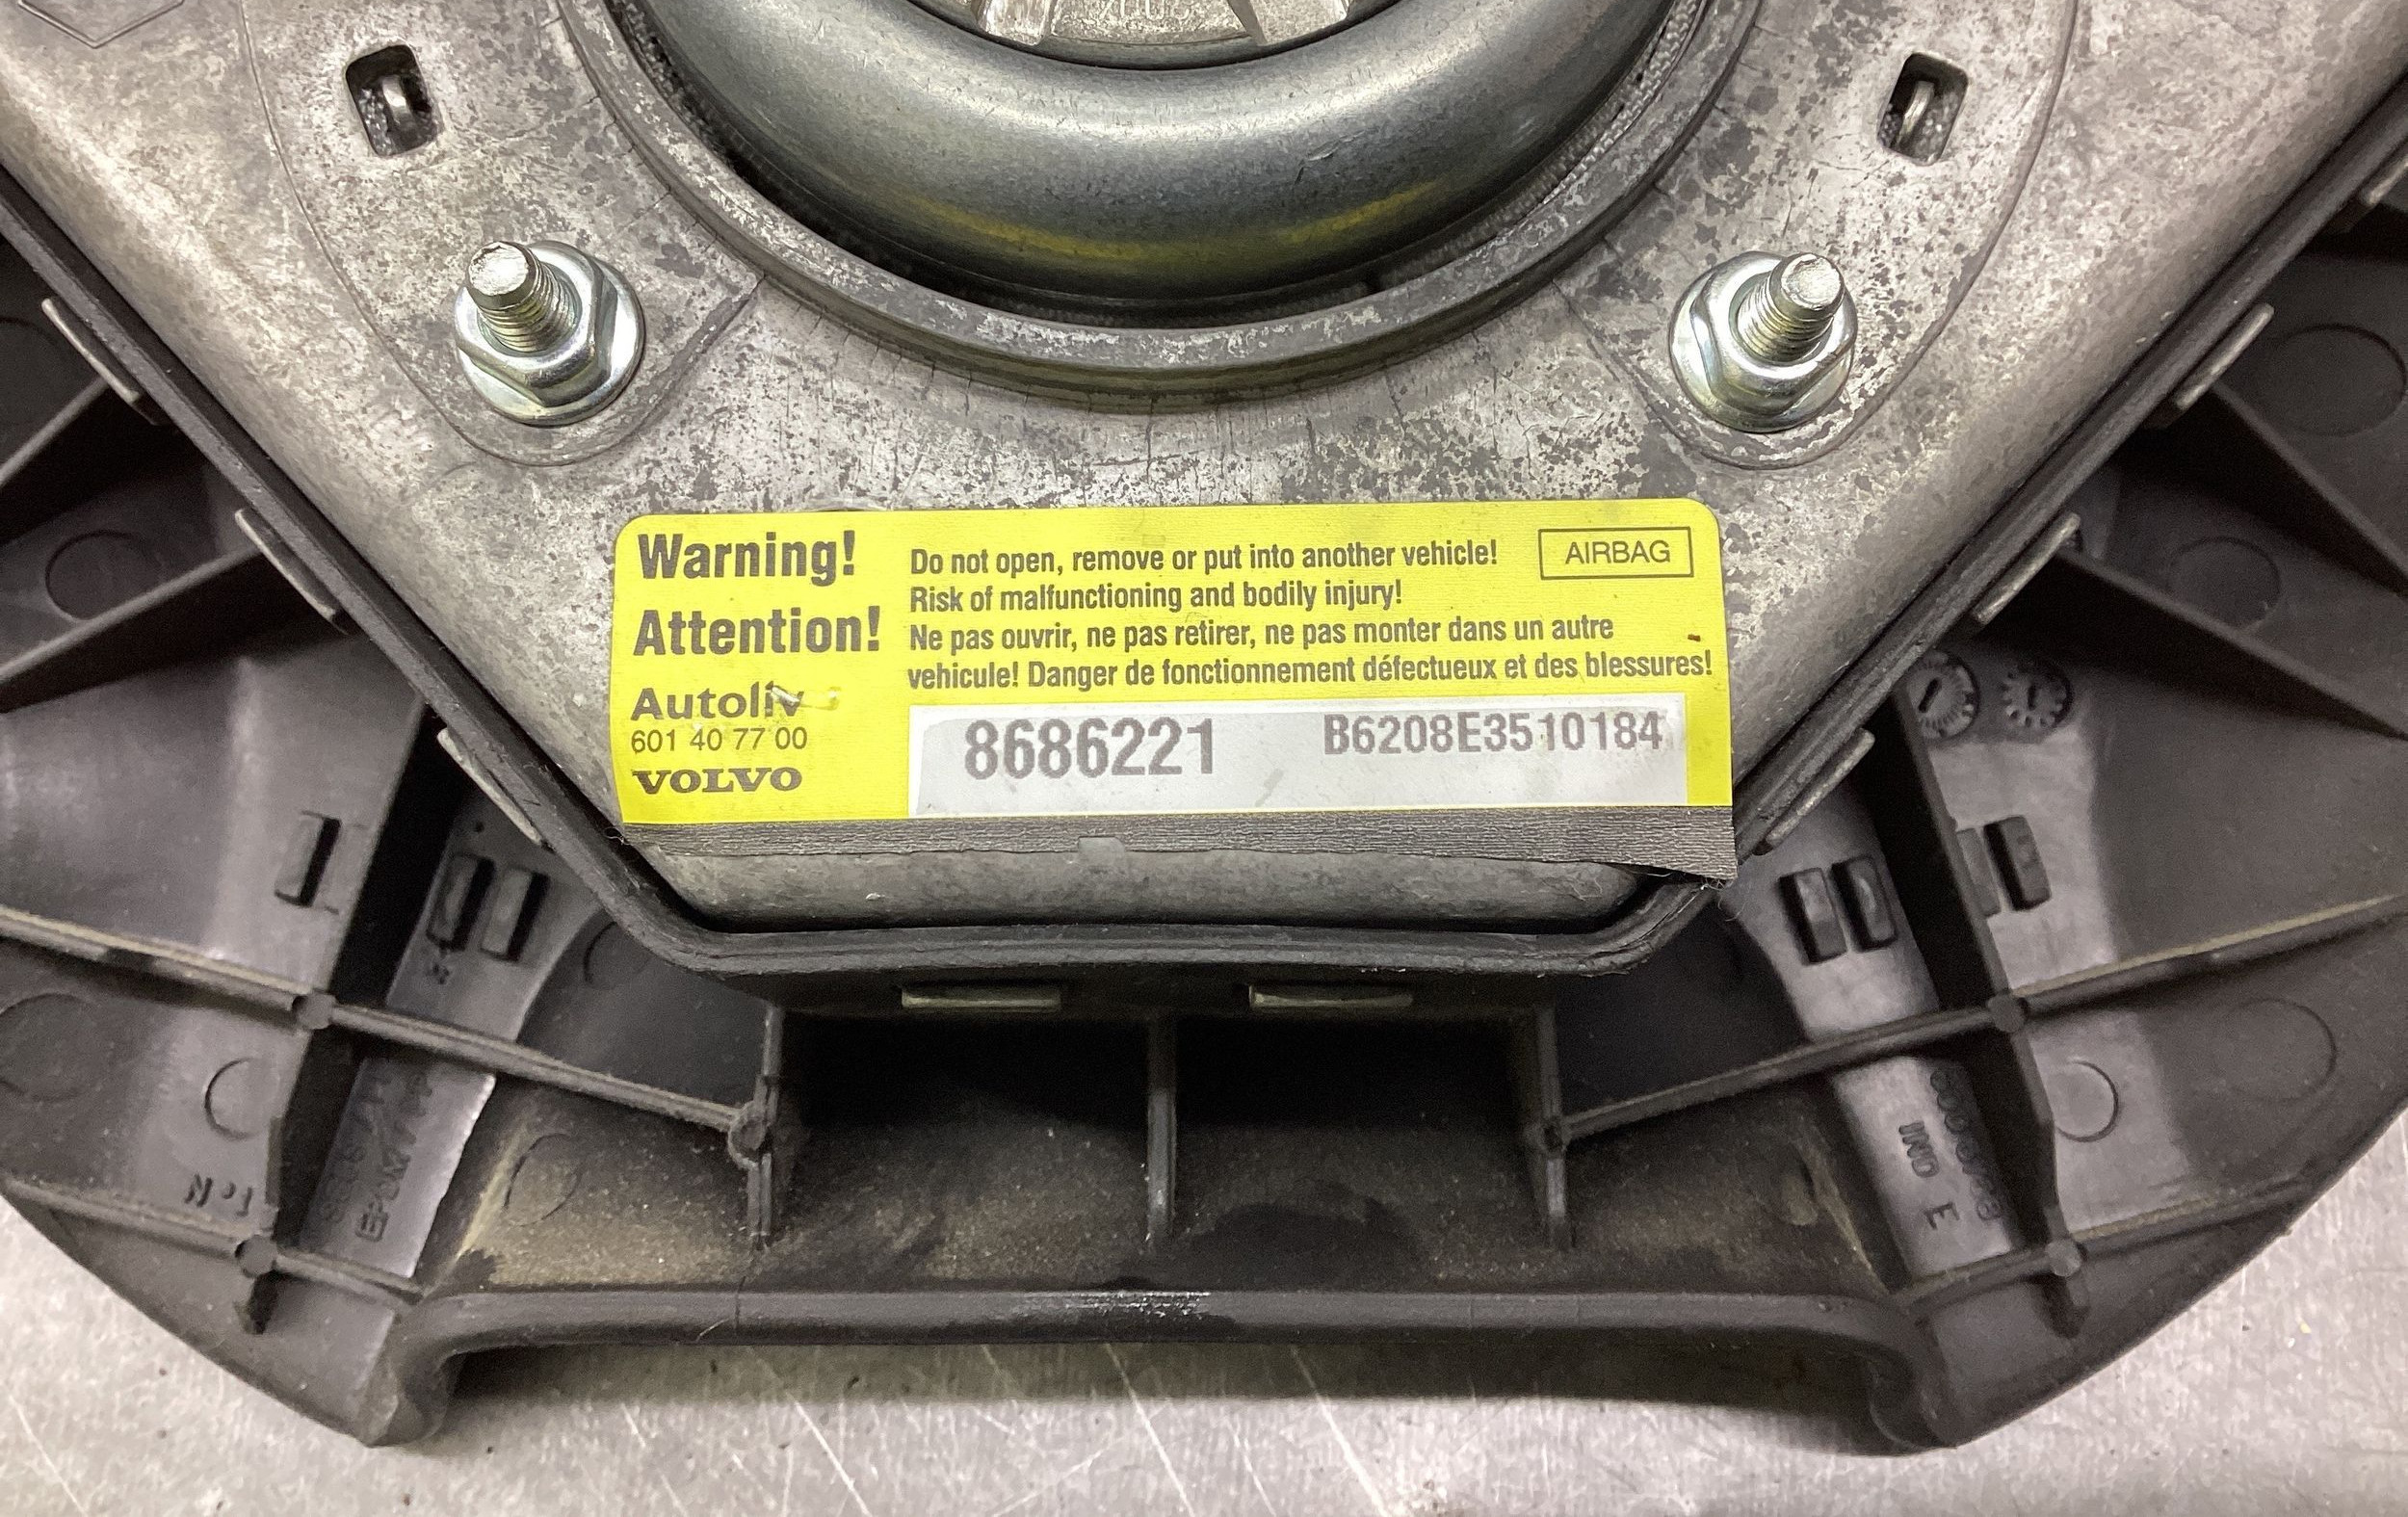 Warning!
Attention!
Do not open, remove or put into another vehicle!
Risk of malfunctioning and bodily injury!
Ne pas ouvrir, ne pas retirer, ne pas monter dans un autre
vehicule! Danger de fonctionnement défectueux et des blessures!
AIRBAG
Autoliv
601 40 77 00
VOLVO
8686221
B6208E3510184
IND E